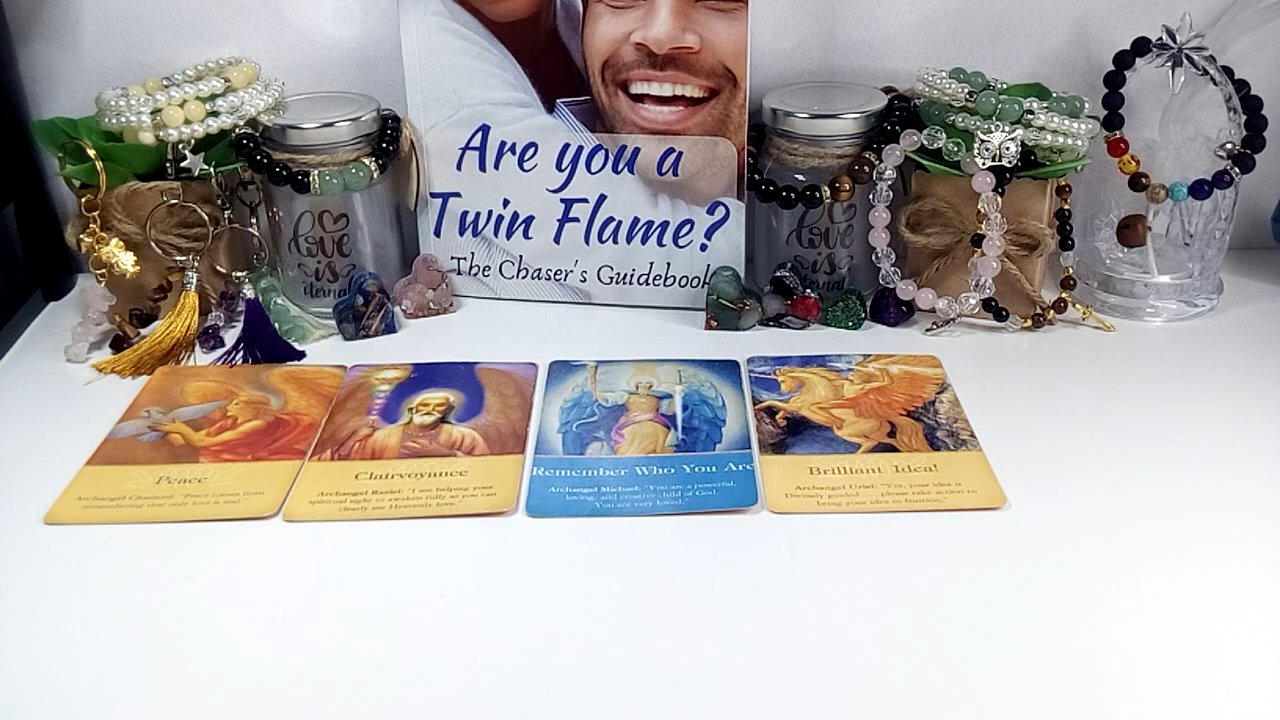 Are you a
Twin Flame?
The Chaser's Guidebook
love
is
eternal
love
is
eternal
Peace
Archangel Chamuel: "Peace comes from
remembering that only love is real."
Clairvoyance
Archangel Raziel: "I am helping your
spiritual sight to awaken fully so you can
clearly see Heavenly love."
Remember Who You Are
Archangel Michael: "You are a powerful,
loving, and creative child of God.
You are very loved."
Brilliant Idea!
Archangel Uriel: "Yes, your idea is
Divinely guided . . . please take action to
bring your idea to fruition."